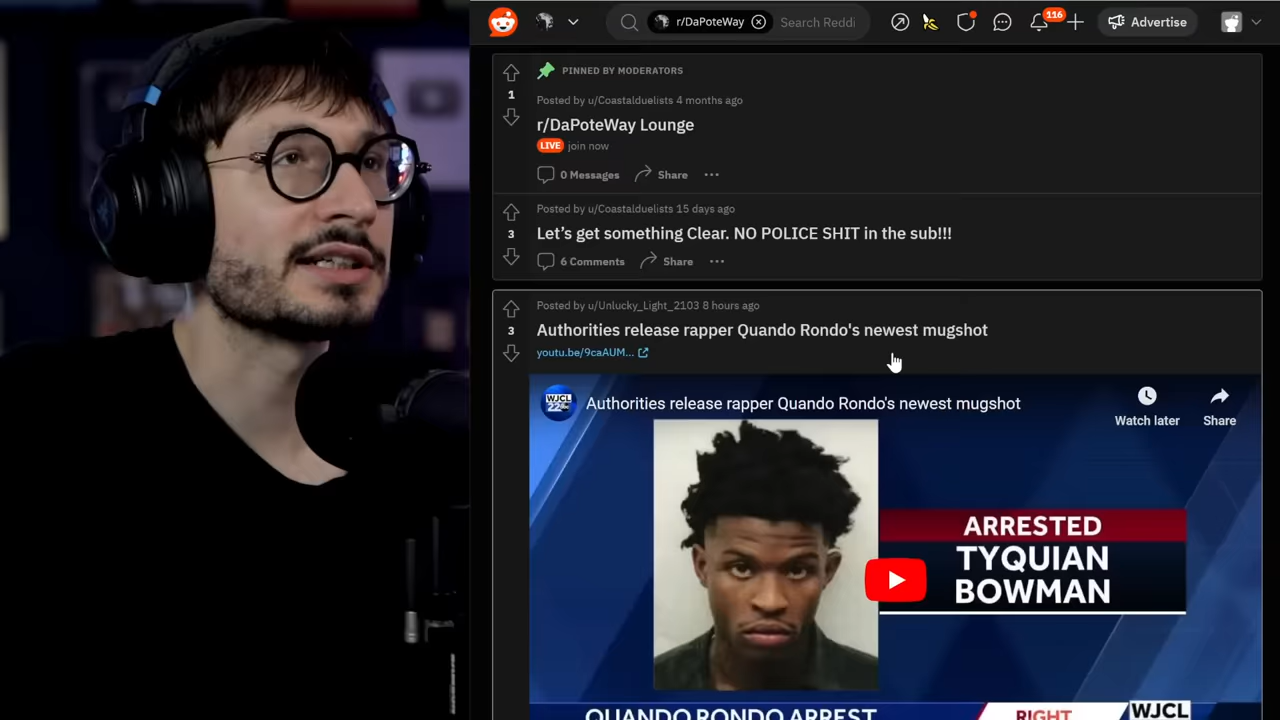 r/DaPoteWay
Search Reddi
116
Advertise
PINNED BY MODERATORS
1
Posted by u/Coastalduelists 4 months ago
r/DaPoteWay Lounge
LIVE join now
0 Messages Share
Posted by u/Coastalduelists 15 days ago
3
Let’s get something Clear. NO POLICE SHIT in the sub!!!
6 Comments Share
Posted by u/Unlucky_Light_2103 8 hours ago
3
Authorities release rapper Quando Rondo's newest mugshot
youtu.be/9caAUM...
WJCL
22
Authorities release rapper Quando Rondo's newest mugshot
Watch later
Share
ARRESTED
TYQUIAN
BOWMAN
QUANDO RONDO ARREST
RIGHT
WJCL